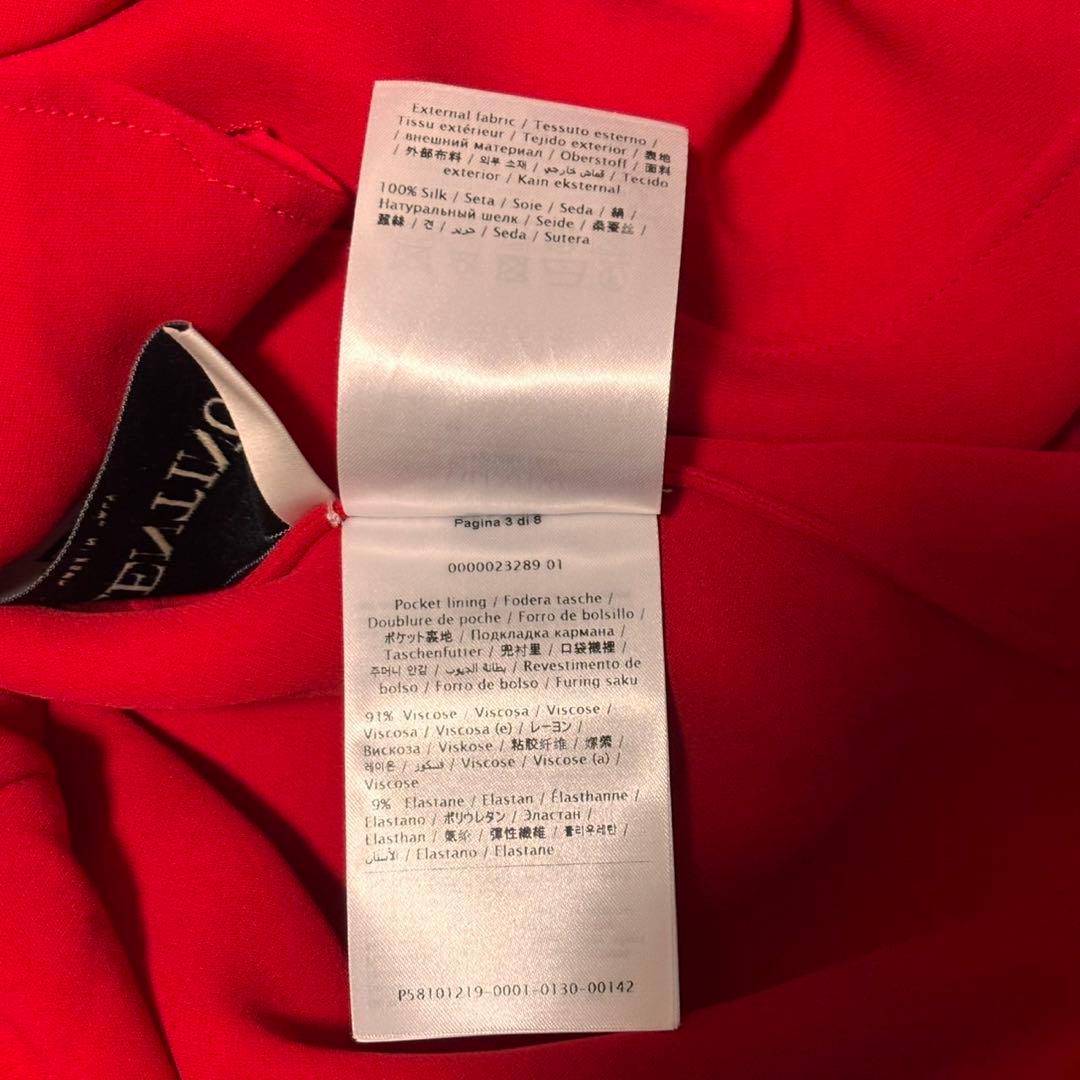 External fabric / Tessuto esterno /
Tissu extérieur / Tejido exterior / 表地
/ внешний материал / Oberstoff / 面料
/ 外部布料 / 외부 소재 / قماش خارجي / Tecido
exterior / Kain eksternal
100% Silk / Seta / Soie / Seda / 絹 /
Натуральный шелк / Seide / 桑蚕丝 /
蠶絲 / 견 / حرير / Seda / Sutera
VALENTINO
Pagina 3 di 8
0000023289 01
Pocket lining / Fodera tasche /
Doublure de poche / Forro de bolsillo /
ポケット裏地 / Подкладка кармана /
Taschenfutter / 兜衬里 / 口袋襯裡 /
주머니 안감 / بطانة الجيوب / Revestimento de
bolso / Forro de bolso / Furing saku
91% Viscose / Viscosa / Viscose /
Viscosa / Viscosa (e) / レーヨン /
Вискоза / Viskose / 粘胶纤维 / 嫘縈 /
레이온 / فسكوز / Viscose / Viscose (a) /
Viscose
9% Elastane / Elastan / Élasthanne /
Elastano / ポリウレタン / Эластан /
Elasthan / 氨纶 / 彈性纖維 / 폴리우레탄 /
الأستان / Elastano / Elastane
P58101219-0001-0130-00142